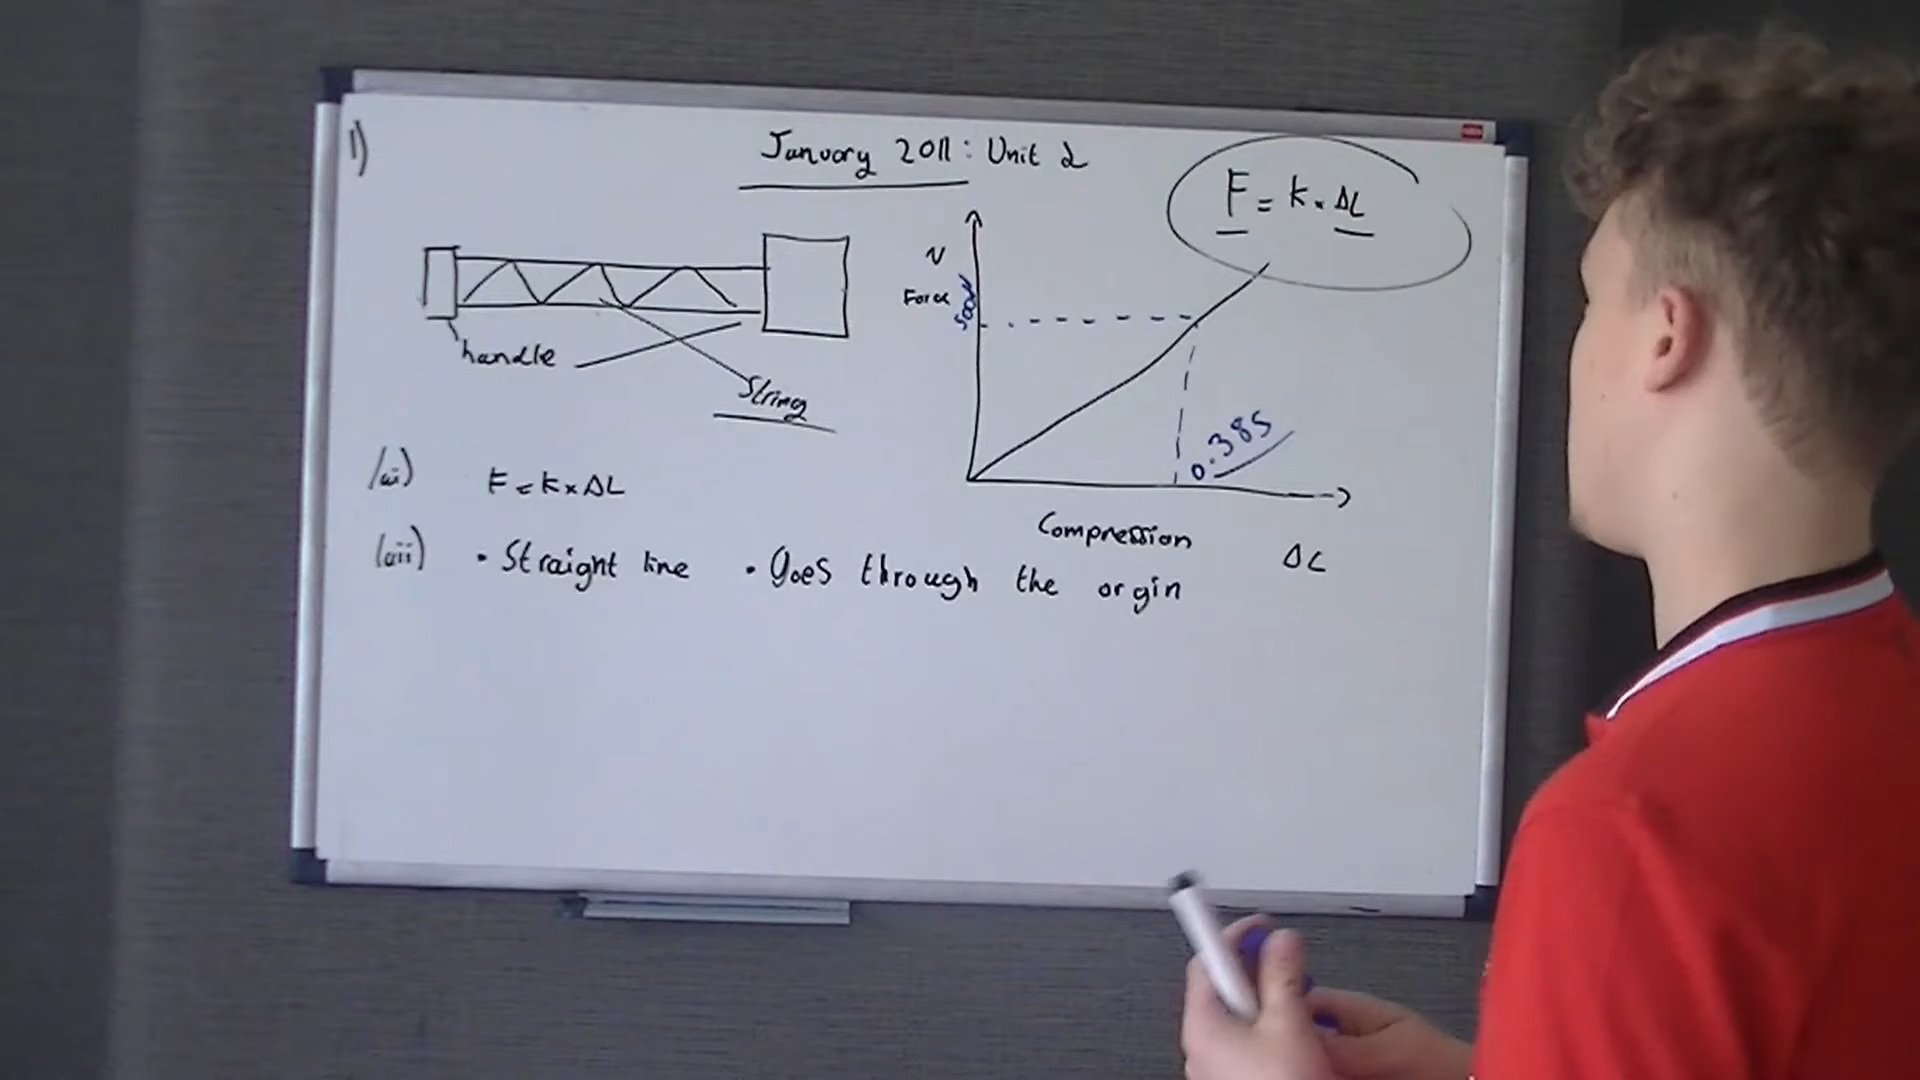 1)
January 2011: Unit 2
F = k × ΔL
N
Force
500N
handle
String
0.385
(ai) F = k × ΔL
Compression ΔL
(aii) • Straight line • Goes through the orgin